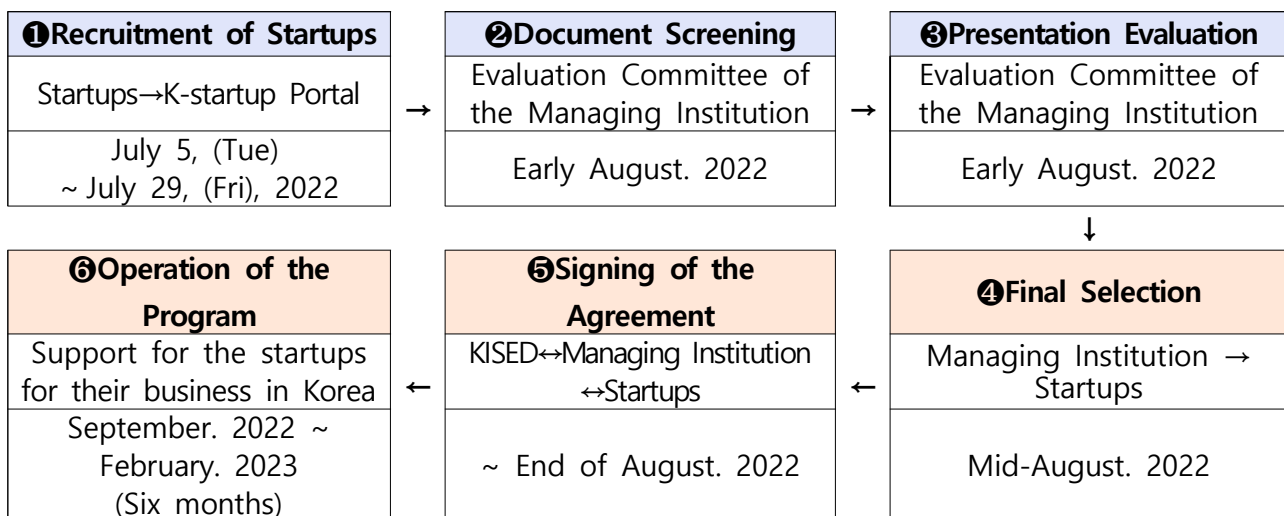 ❶Recruitment of Startups
Startups→K-startup Portal
July 5, (Tue)
~ July 29, (Fri), 2022
→
❷Document Screening
Evaluation Committee of
the Managing Institution
Early August. 2022
→
❸Presentation Evaluation
Evaluation Committee of
the Managing Institution
Early August. 2022
↓
❹Final Selection
Managing Institution →
Startups
Mid-August. 2022
←
❺Signing of the
Agreement
KISED↔Managing Institution
↔Startups
~ End of August. 2022
←
❻Operation of the
Program
Support for the startups
for their business in Korea
September. 2022 ~
February. 2023
(Six months)